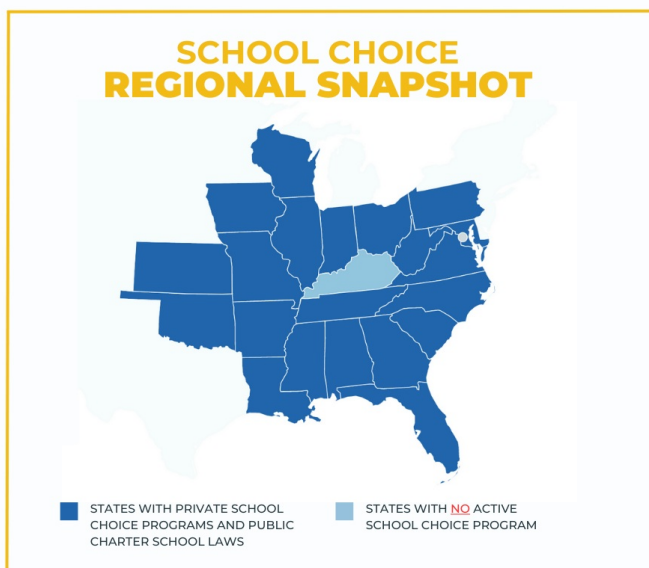 SCHOOL CHOICE
REGIONAL SNAPSHOT
STATES WITH PRIVATE SCHOOL
CHOICE PROGRAMS AND PUBLIC
CHARTER SCHOOL LAWS
STATES WITH NO ACTIVE
SCHOOL CHOICE PROGRAM